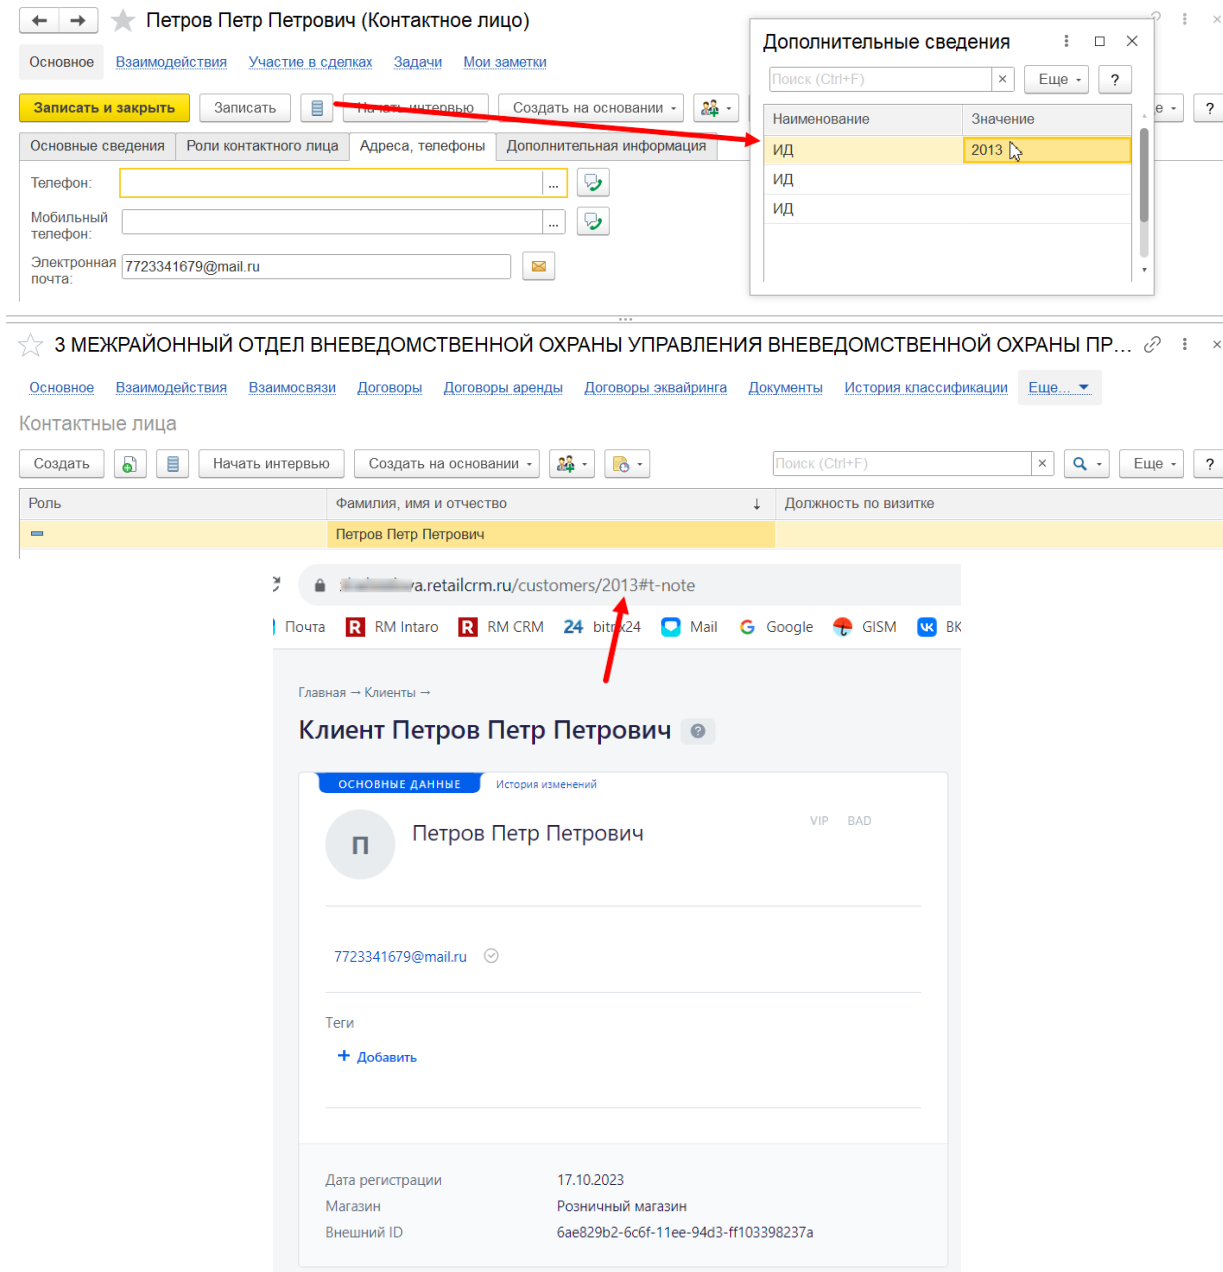 Петров Петр Петрович (Контактное лицо)
Основное Взаимодействия Участие в сделках Задачи Мои заметки
Записать и закрыть Записать Начать интервью Создать на основании е ?
Основные сведения Роли контактного лица Адреса, телефоны Дополнительная информация
Телефон: ...
Мобильный телефон: ...
Электронная почта: 7723341679@mail.ru
Дополнительные сведения
Поиск (Ctrl+F) × Еще ?
Наименование Значение
ИД 2013
ИД
ИД
3 МЕЖРАЙОННЫЙ ОТДЕЛ ВНЕВЕДОМСТВЕННОЙ ОХРАНЫ УПРАВЛЕНИЯ ВНЕВЕДОМСТВЕННОЙ ОХРАНЫ ПР...
Основное Взаимодействия Взаимосвязи Договоры Договоры аренды Договоры эквайринга Документы История классификации Еще...
Контактные лица
Создать Начать интервью Создать на основании Поиск (Ctrl+F) × Еще ?
Роль Фамилия, имя и отчество ↓ Должность по визитке
Петров Петр Петрович
va.retailcrm.ru/customers/2013#t-note
Почта R RM Intaro R RM CRM 24 bitrix24 Mail G Google GISM ВК
Главная → Клиенты →
Клиент Петров Петр Петрович ?
ОСНОВНЫЕ ДАННЫЕ История изменений
П Петров Петр Петрович VIP BAD
7723341679@mail.ru
Теги
+ Добавить
Дата регистрации 17.10.2023
Магазин Розничный магазин
Внешний ID 6ae829b2-6c6f-11ee-94d3-ff103398237a